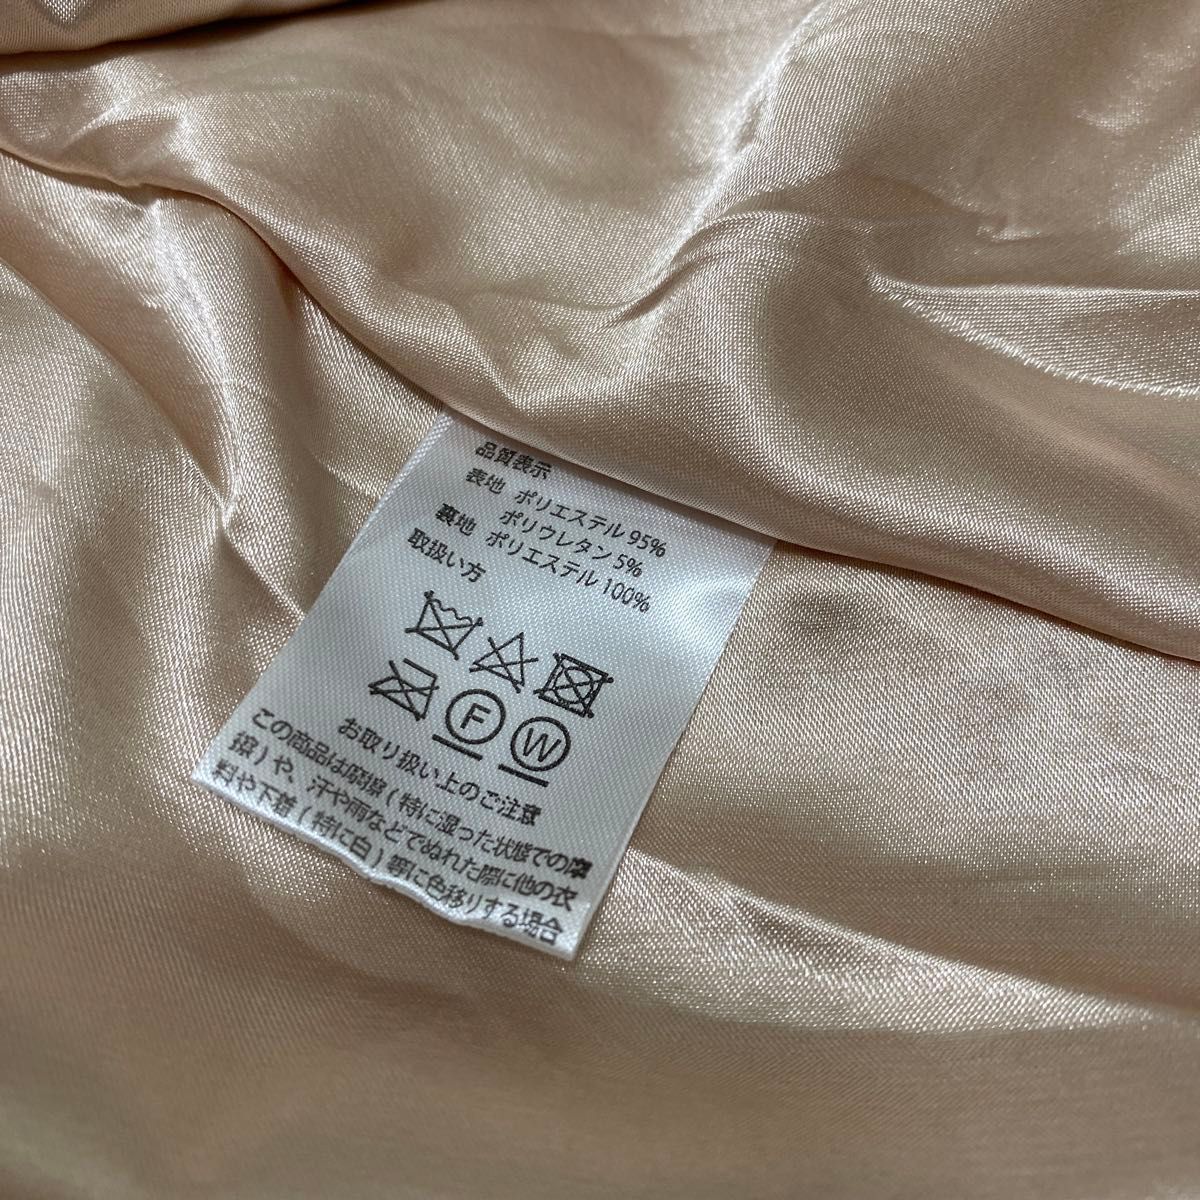 品質表示
表地 ポリエステル 95%
ポリウレタン 5%
裏地 ポリエステル 100%
取扱い方
F W
お取り扱い上のご注意
この商品は摩擦(特に湿った状態での摩
擦)や、汗や雨などでぬれた際に他の衣
料や下着(特に白)等に色移りする場合